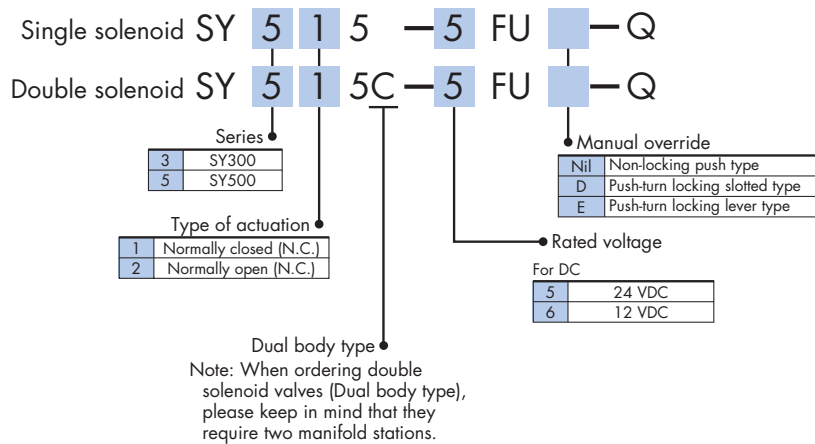 Single solenoid SY 5 1 5 – 5 FU – Q
Double solenoid SY 5 1 5C – 5 FU – Q
Series
3 SY300
5 SY500
Type of actuation
1 Normally closed (N.C.)
2 Normally open (N.C.)
Dual body type
Note: When ordering double
solenoid valves (Dual body type),
please keep in mind that they
require two manifold stations.
Manual override
Nil Non-locking push type
D Push-turn locking slotted type
E Push-turn locking lever type
Rated voltage
For DC
5 24 VDC
6 12 VDC